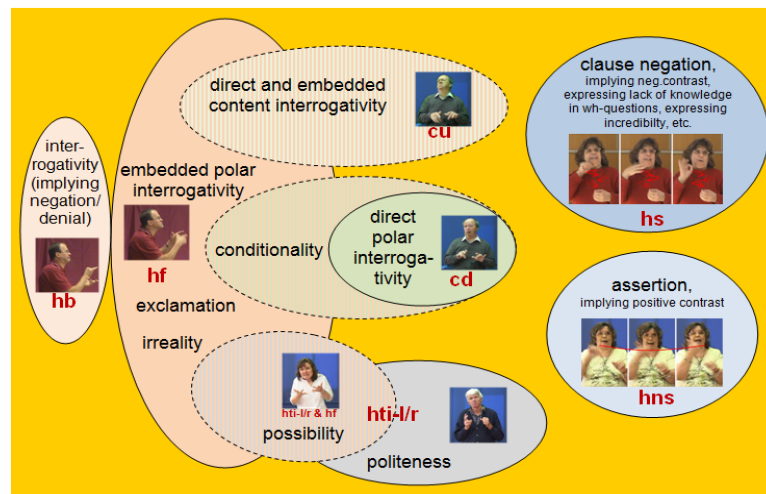 inter-
rogativity
(implying
negation/
denial)
hb
embedded polar
interrogativity
hf
exclamation
irreality
direct and embedded
content interrogativity
cu
conditionality
direct
polar
interroga-
tivity
cd
hti-l/r & hf
possibility
hti-l/r
politeness
clause negation,
implying neg.contrast,
expressing lack of knowledge
in wh-questions, expressing
incredibilty, etc.
hs
assertion,
implying positive contrast
hns